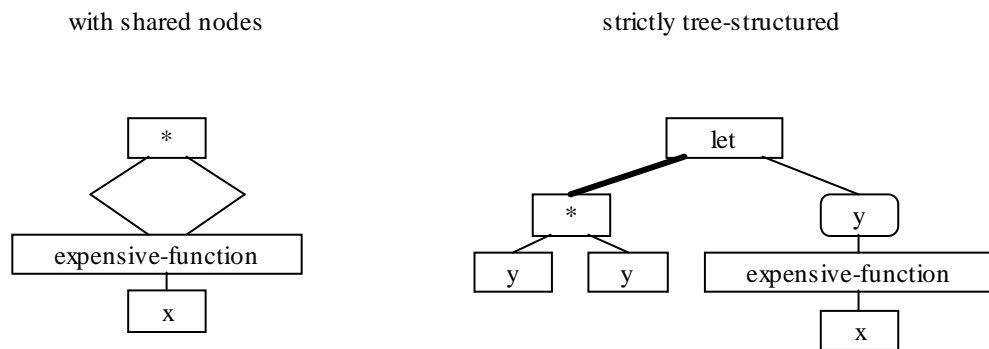 with shared nodes
strictly tree-structured
*
let
*
y
expensive-function
y
y
expensive-function
x
x